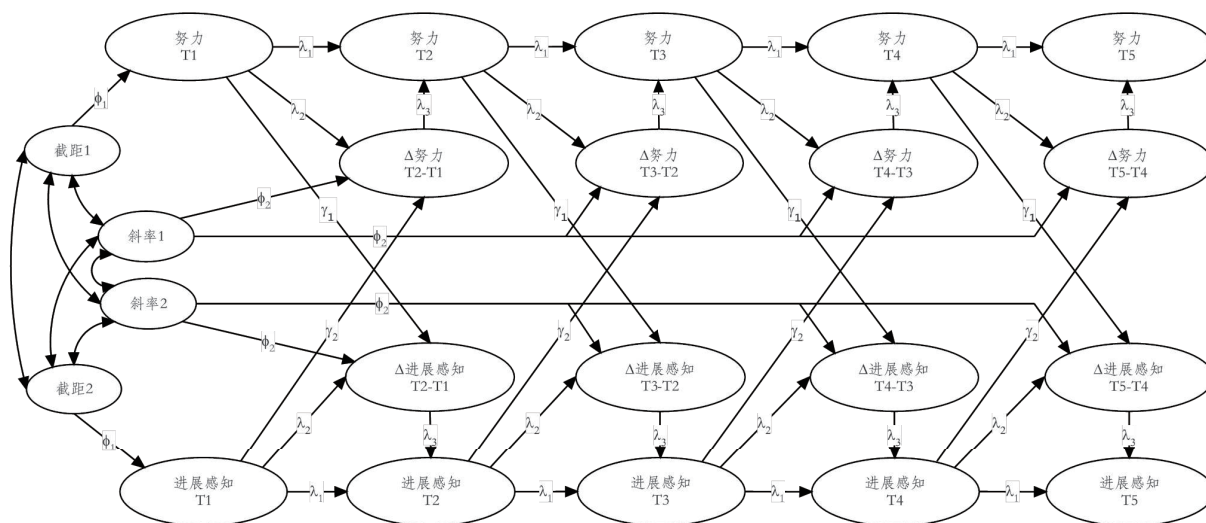 努力
T1
λ₁
努力
T2
λ₁
努力
T3
λ₁
努力
T4
λ₁
努力
T5
ϕ₁
λ₂
λ₃
λ₂
λ₃
λ₂
λ₃
λ₂
λ₃
截距1
Δ努力
T2-T1
Δ努力
T3-T2
Δ努力
T4-T3
Δ努力
T5-T4
ϕ₂
γ₁
γ₁
γ₁
γ₁
斜率1
ϕ₂
斜率2
ϕ₂
ϕ₂
γ₂
γ₂
γ₂
γ₂
截距2
Δ进展感知
T2-T1
Δ进展感知
T3-T2
Δ进展感知
T4-T3
Δ进展感知
T5-T4
ϕ₁
λ₂
λ₃
λ₂
λ₃
λ₂
λ₃
λ₂
λ₃
进展感知
T1
λ₁
进展感知
T2
λ₁
进展感知
T3
λ₁
进展感知
T4
λ₁
进展感知
T5